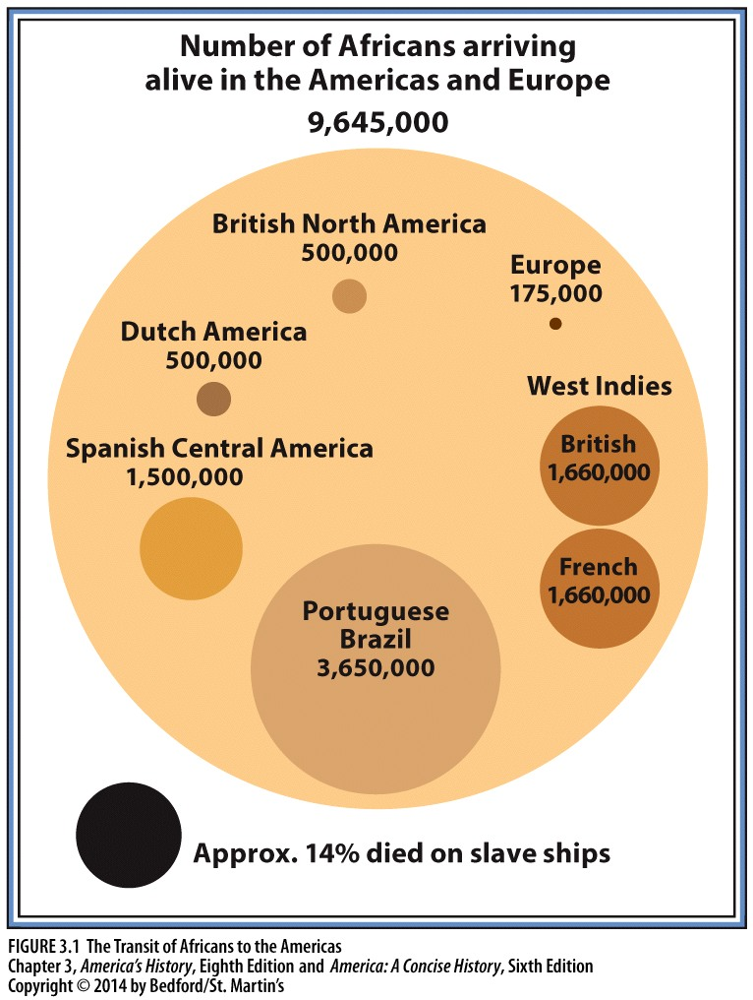 Number of Africans arriving
alive in the Americas and Europe
9,645,000
British North America
500,000
Europe
175,000
Dutch America
500,000
West Indies
British
1,660,000
Spanish Central America
1,500,000
French
1,660,000
Portuguese
Brazil
3,650,000
Approx. 14% died on slave ships
FIGURE 3.1 The Transit of Africans to the Americas
Chapter 3, America's History, Eighth Edition and America: A Concise History, Sixth Edition
Copyright © 2014 by Bedford/St. Martin's